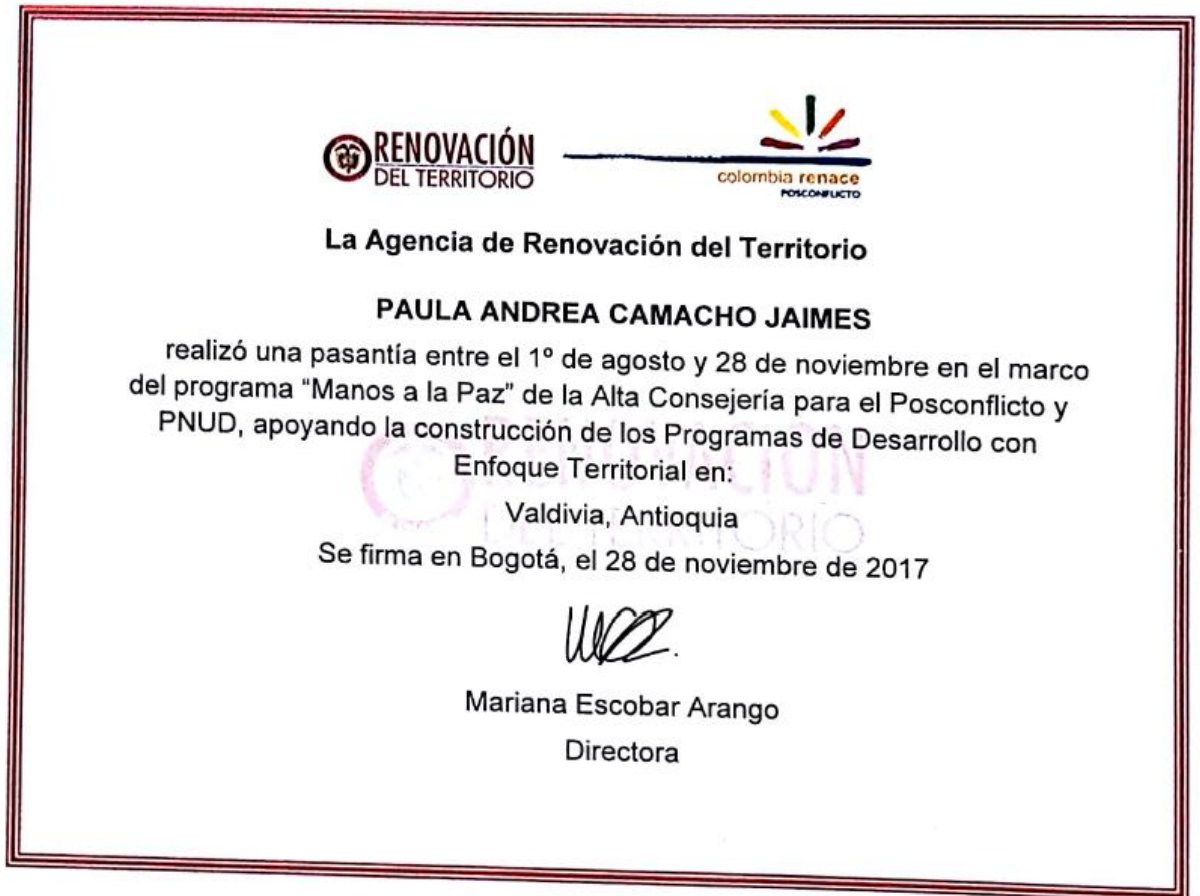 RENOVACIÓN
DEL TERRITORIO
colombia renace
POSCONFLICTO
La Agencia de Renovación del Territorio
PAULA ANDREA CAMACHO JAIMES
realizó una pasantía entre el 1º de agosto y 28 de noviembre en el marco
del programa “Manos a la Paz” de la Alta Consejería para el Posconflicto y
PNUD, apoyando la construcción de los Programas de Desarrollo con
Enfoque Territorial en:
RENOVACIÓN
DEL TERRITORIO
Valdivia, Antioquia
Se firma en Bogotá, el 28 de noviembre de 2017
Mariana Escobar Arango
Directora